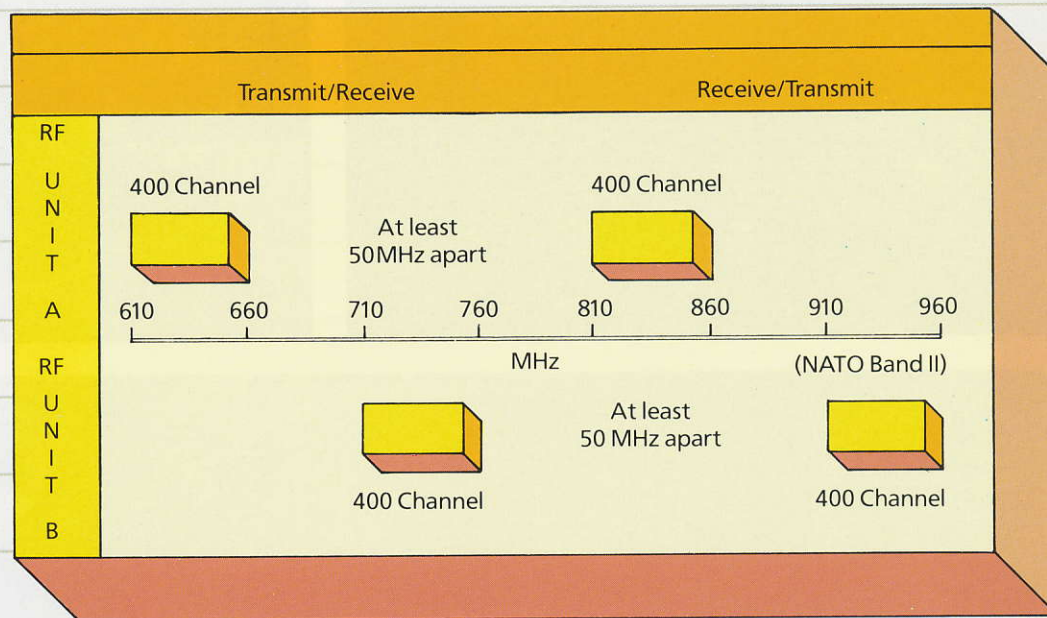 Transmit/Receive
Receive/Transmit
RF
U
N
I
T
A
400 Channel
400 Channel
At least
50MHz apart
610
660
710
760
810
860
910
960
MHz
(NATO Band II)
RF
U
N
I
T
B
At least
50 MHz apart
400 Channel
400 Channel